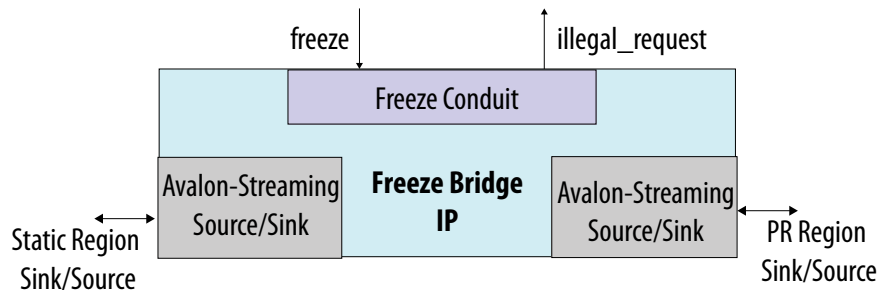 freeze
illegal_request
Freeze Conduit
Avalon-Streaming
Source/Sink
Freeze Bridge
IP
Avalon-Streaming
Source/Sink
Static Region
Sink/Source
PR Region
Sink/Source